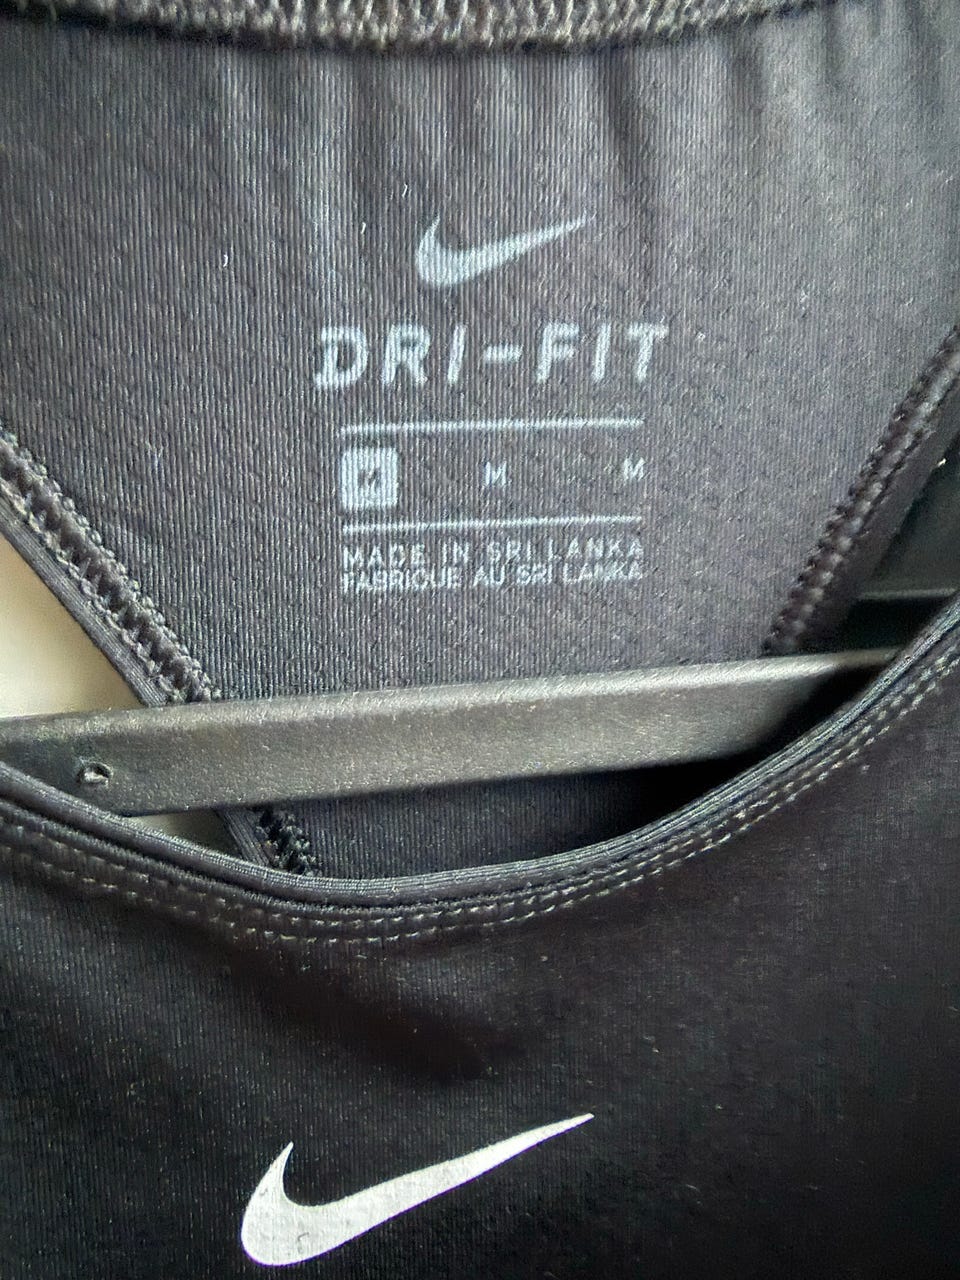 DRI-FIT
M M M
MADE IN SRI LANKA
FABRIQUE AU SRI LANKA